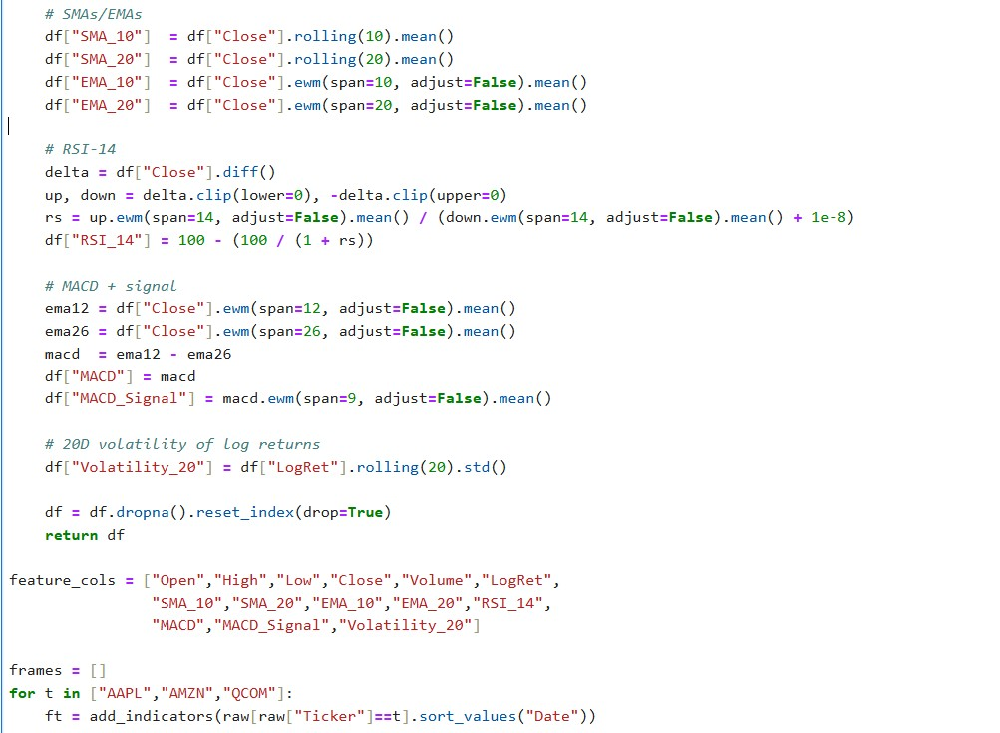 # SMAs/EMAs
df["SMA_10"]  = df["Close"].rolling(10).mean()
df["SMA_20"]  = df["Close"].rolling(20).mean()
df["EMA_10"]  = df["Close"].ewm(span=10, adjust=False).mean()
df["EMA_20"]  = df["Close"].ewm(span=20, adjust=False).mean()
# RSI-14
delta = df["Close"].diff()
up, down = delta.clip(lower=0), -delta.clip(upper=0)
rs = up.ewm(span=14, adjust=False).mean() / (down.ewm(span=14, adjust=False).mean() + 1e-8)
df["RSI_14"] = 100 - (100 / (1 + rs))
# MACD + signal
ema12 = df["Close"].ewm(span=12, adjust=False).mean()
ema26 = df["Close"].ewm(span=26, adjust=False).mean()
macd  = ema12 - ema26
df["MACD"] = macd
df["MACD_Signal"] = macd.ewm(span=9, adjust=False).mean()
# 20D volatility of log returns
df["Volatility_20"] = df["LogRet"].rolling(20).std()
df = df.dropna().reset_index(drop=True)
return df
feature_cols = ["Open","High","Low","Close","Volume","LogRet",
"SMA_10","SMA_20","EMA_10","EMA_20","RSI_14",
"MACD","MACD_Signal","Volatility_20"]
frames = []
for t in ["AAPL","AMZN","QCOM"]:
ft = add_indicators(raw[raw["Ticker"]==t].sort_values("Date"))